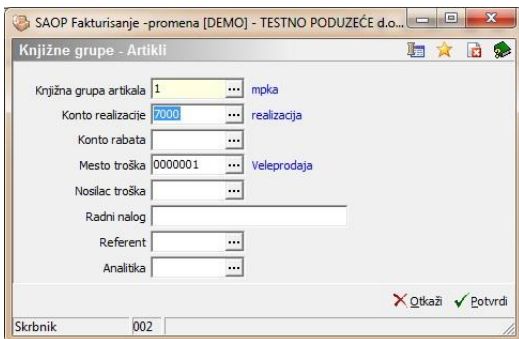 SAOP Fakturisanje -promena [DEMO] - TESTNO PODUZEĆE d.o...
Knjižne grupe - Artikli
Knjižna grupa artikala 1 ... mpka
Konto realizacije 7000 ... realizacija
Konto rabata ...
Mesto troška 0000001 ... Veleprodaja
Nosilac troška ...
Radni nalog
Referent ...
Analitika ...
Otkaži Potvrdi
Skrbnik 002